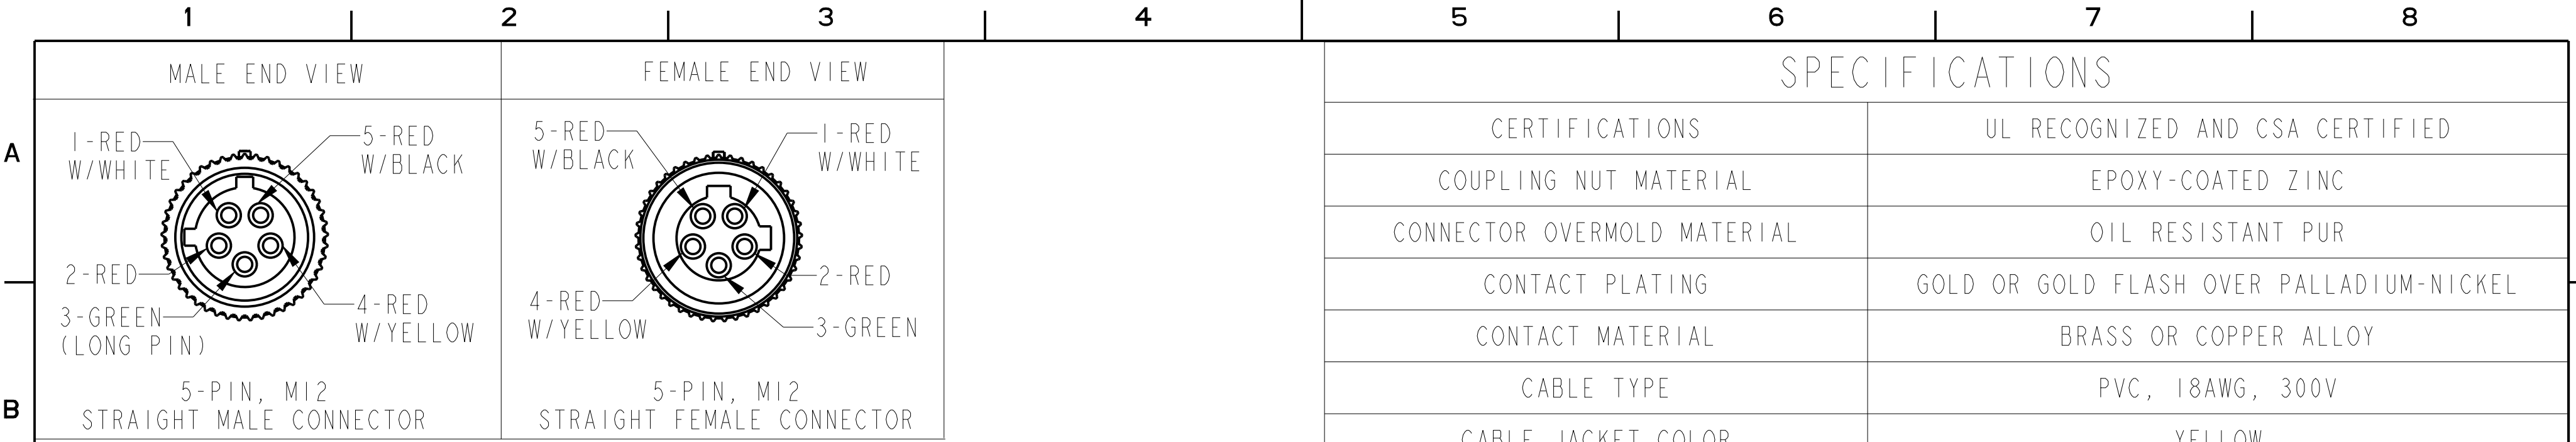 1 2 3 4 5 6 7 8
A
B
MALE END VIEW
1-RED
W/WHITE
5-RED
W/BLACK
2-RED
3-GREEN
(LONG PIN)
4-RED
W/YELLOW
5-PIN, M12
STRAIGHT MALE CONNECTOR
FEMALE END VIEW
5-RED
W/BLACK
1-RED
W/WHITE
4-RED
W/YELLOW
2-RED
3-GREEN
5-PIN, M12
STRAIGHT FEMALE CONNECTOR
SPECIFICATIONS
CERTIFICATIONS UL RECOGNIZED AND CSA CERTIFIED
COUPLING NUT MATERIAL EPOXY-COATED ZINC
CONNECTOR OVERMOLD MATERIAL OIL RESISTANT PUR
CONTACT PLATING GOLD OR GOLD FLASH OVER PALLADIUM-NICKEL
CONTACT MATERIAL BRASS OR COPPER ALLOY
CABLE TYPE PVC, 18AWG, 300V
CABLE JACKET COLOR YELLOW